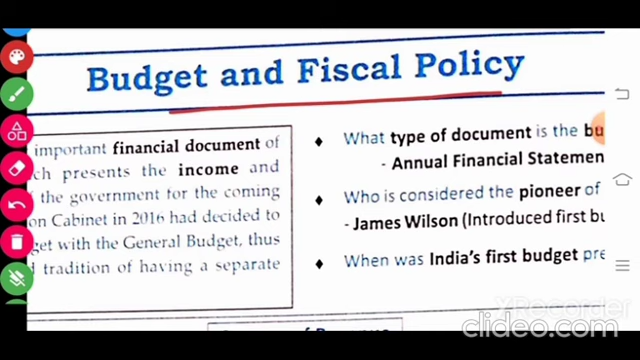 Budget and Fiscal Policy
important financial document of
ch presents the income and
the government for the coming
on Cabinet in 2016 had decided to
get with the General Budget, thus
tradition of having a separate
♦ What type of document is the bu
- Annual Financial Statemen
♦ Who is considered the pioneer of
- James Wilson (Introduced first bu
♦ When was India's first budget pre
XRecorder
clideo.com